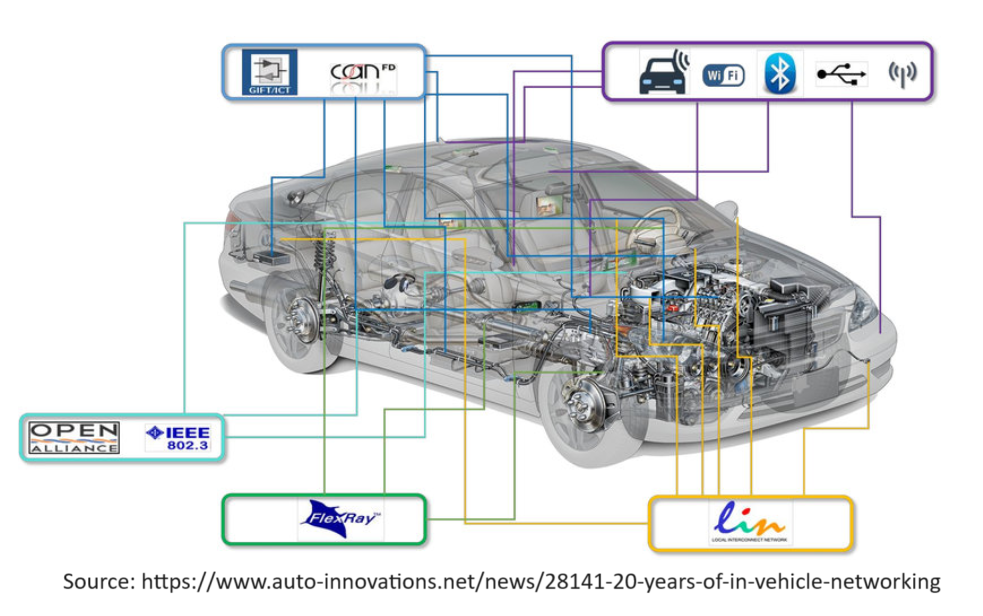 GIFT/ICT
can FD
Wi Fi
OPEN
ALLIANCE
IEEE
802.3
FlexRay™
lin
LOCAL INTERCONNECT NETWORK
Source: https://www.auto-innovations.net/news/28141-20-years-of-in-vehicle-networking